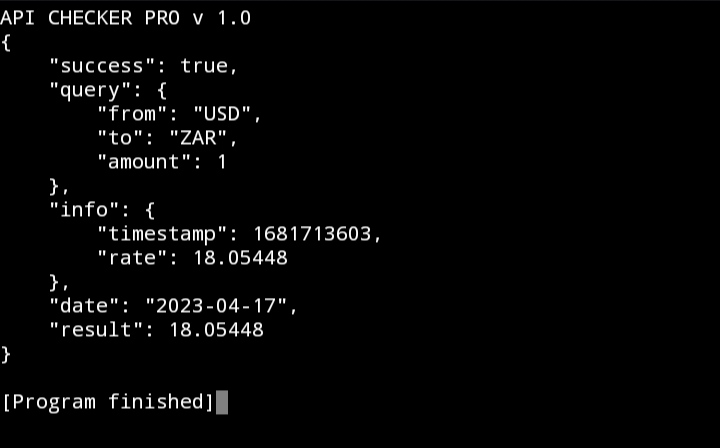 API CHECKER PRO v 1.0
{
    "success": true,
    "query": {
        "from": "USD",
        "to": "ZAR",
        "amount": 1
    },
    "info": {
        "timestamp": 1681713603,
        "rate": 18.05448
    },
    "date": "2023-04-17",
    "result": 18.05448
}
[Program finished]